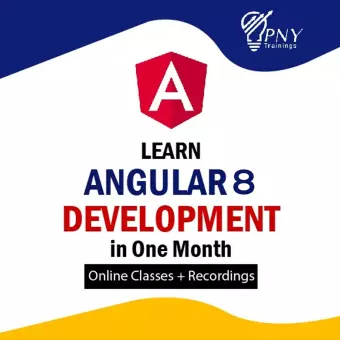 PNY
Trainings
A
LEARN
ANGULAR 8
DEVELOPMENT
in One Month
Online Classes + Recordings